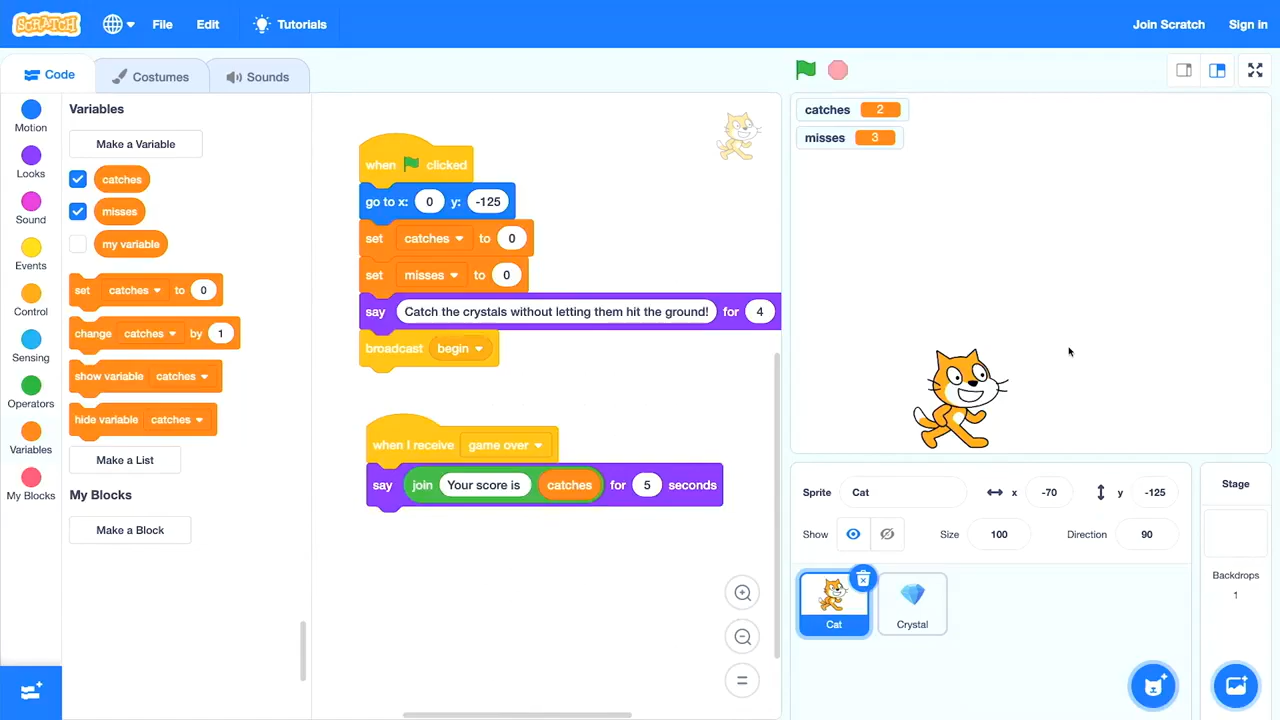 SCRATCH File Edit Tutorials Join Scratch Sign in
Code Costumes Sounds
Motion
Looks
Sound
Events
Control
Sensing
Operators
Variables
My Blocks
Variables
Make a Variable
catches
misses
my variable
set catches to 0
change catches by 1
show variable catches
hide variable catches
Make a List
My Blocks
Make a Block
when clicked
go to x: 0 y: -125
set catches to 0
set misses to 0
say Catch the crystals without letting them hit the ground! for 4
broadcast begin
when I receive game over
say join Your score is catches for 5 seconds
catches 2
misses 3
Sprite Cat x -70 y -125
Show Size 100 Direction 90
Cat
Crystal
Stage
Backdrops
1